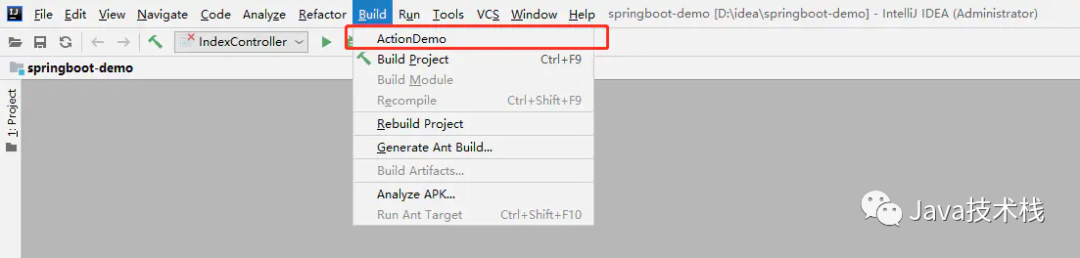 IJ File Edit View Navigate Code Analyze Refactor Build Run Tools VCS Window Help springboot-demo [D:\idea\springboot-demo] - IntelliJ IDEA (Administrator)
IndexController
springboot-demo
1: Project
ActionDemo
Build Project Ctrl+F9
Build Module
Recompile Ctrl+Shift+F9
Rebuild Project
Generate Ant Build...
Build Artifacts...
Analyze APK...
Run Ant Target Ctrl+Shift+F10
Java技术栈